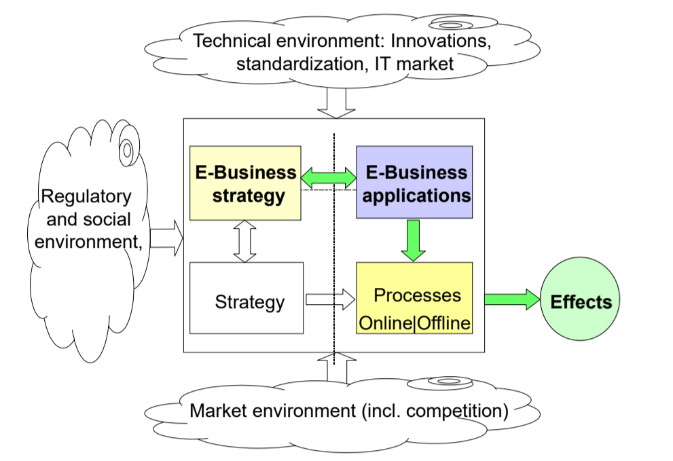 Technical environment: Innovations,
standardization, IT market
E-Business
strategy
E-Business
applications
Regulatory
and social
environment,
Strategy
Processes
Online|Offline
Effects
Market environment (incl. competition)